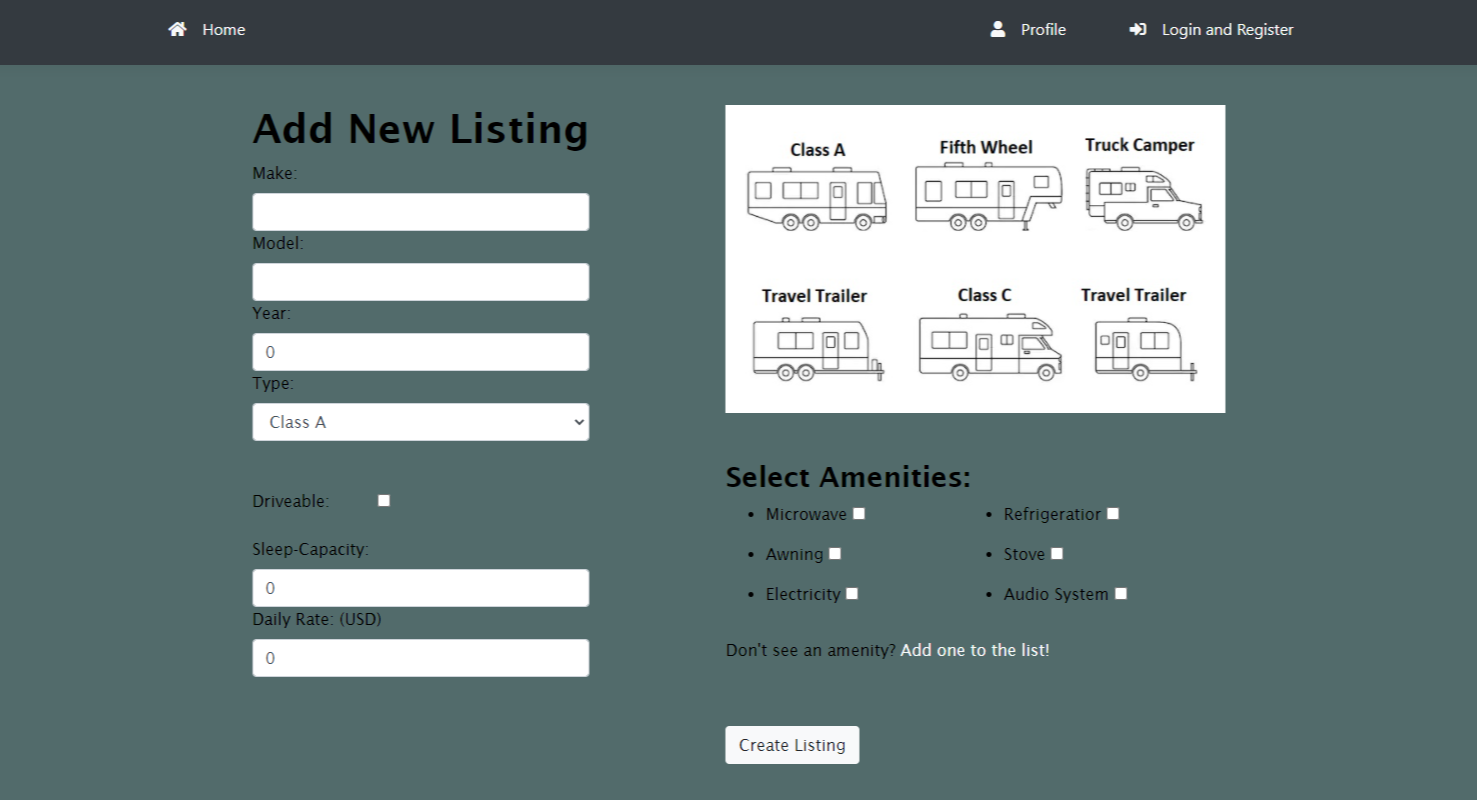 Home
Profile
Login and Register
Add New Listing
Make:
Model:
Year:
0
Type:
Class A
Driveable:
Sleep-Capacity:
0
Daily Rate: (USD)
0
Class A
Fifth Wheel
Truck Camper
Travel Trailer
Class C
Travel Trailer
Select Amenities:
Microwave
Refrigeratior
Awning
Stove
Electricity
Audio System
Don't see an amenity? Add one to the list!
Create Listing